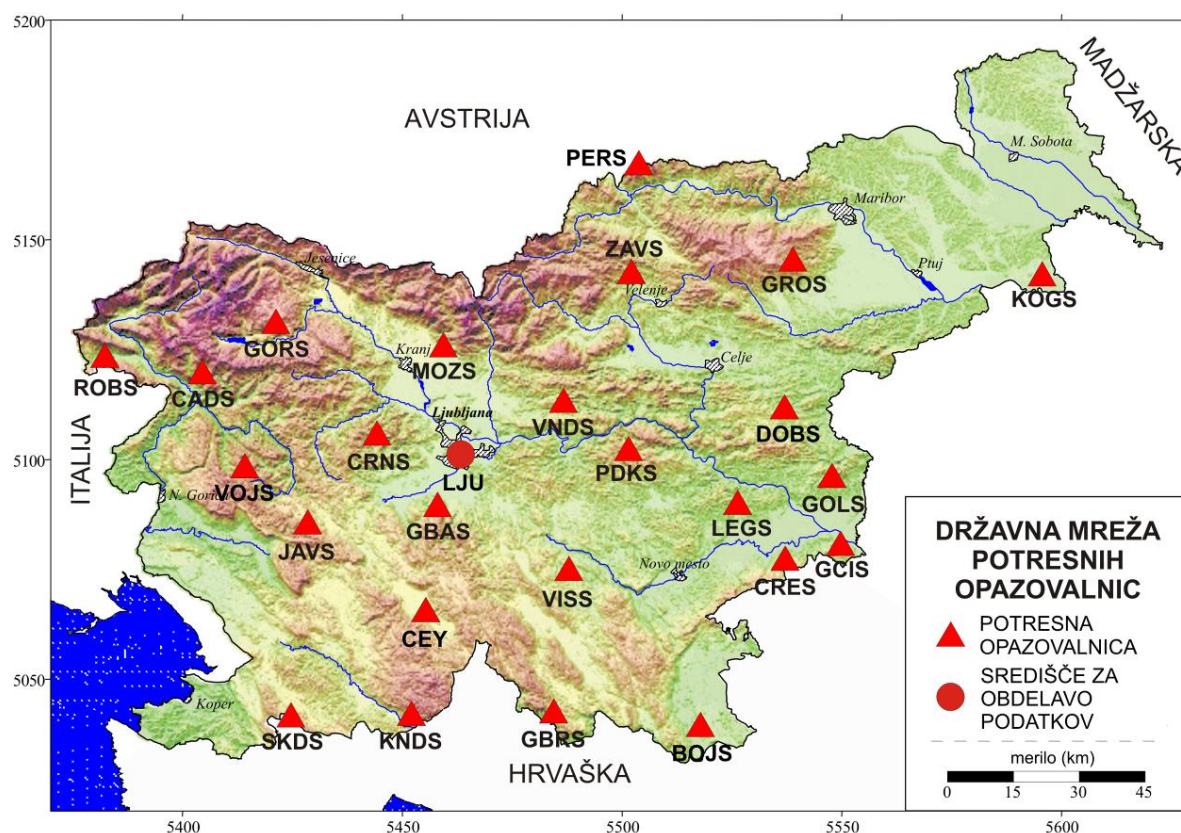 5200
5150
5100
5050
AVSTRIJA
MADŽARSKA
M. Sobota
PERS
Maribor
ZAVS
GROS
Ptuj
Jesenice
Velenje
KOGS
GORS
MOZS
Kranj
Celje
ROBS
CADS
Ljubljana
VNDS
DOBS
ITALIJA
CRNS
LJU
PDKS
VOJS
N. Gorica
GOLS
GBAS
LEGS
JAVS
GCIS
Novo mesto
CRES
VISS
CEY
Koper
SKDS
KNDS
GBRS
BOJS
HRVAŠKA
DRŽAVNA MREŽA
POTRESNIH
OPAZOVALNIC
POTRESNA
OPAZOVALNICA
SREDIŠČE ZA
OBDELAVO
PODATKOV
merilo (km)
0 15 30 45
5400 5450 5500 5550 5600